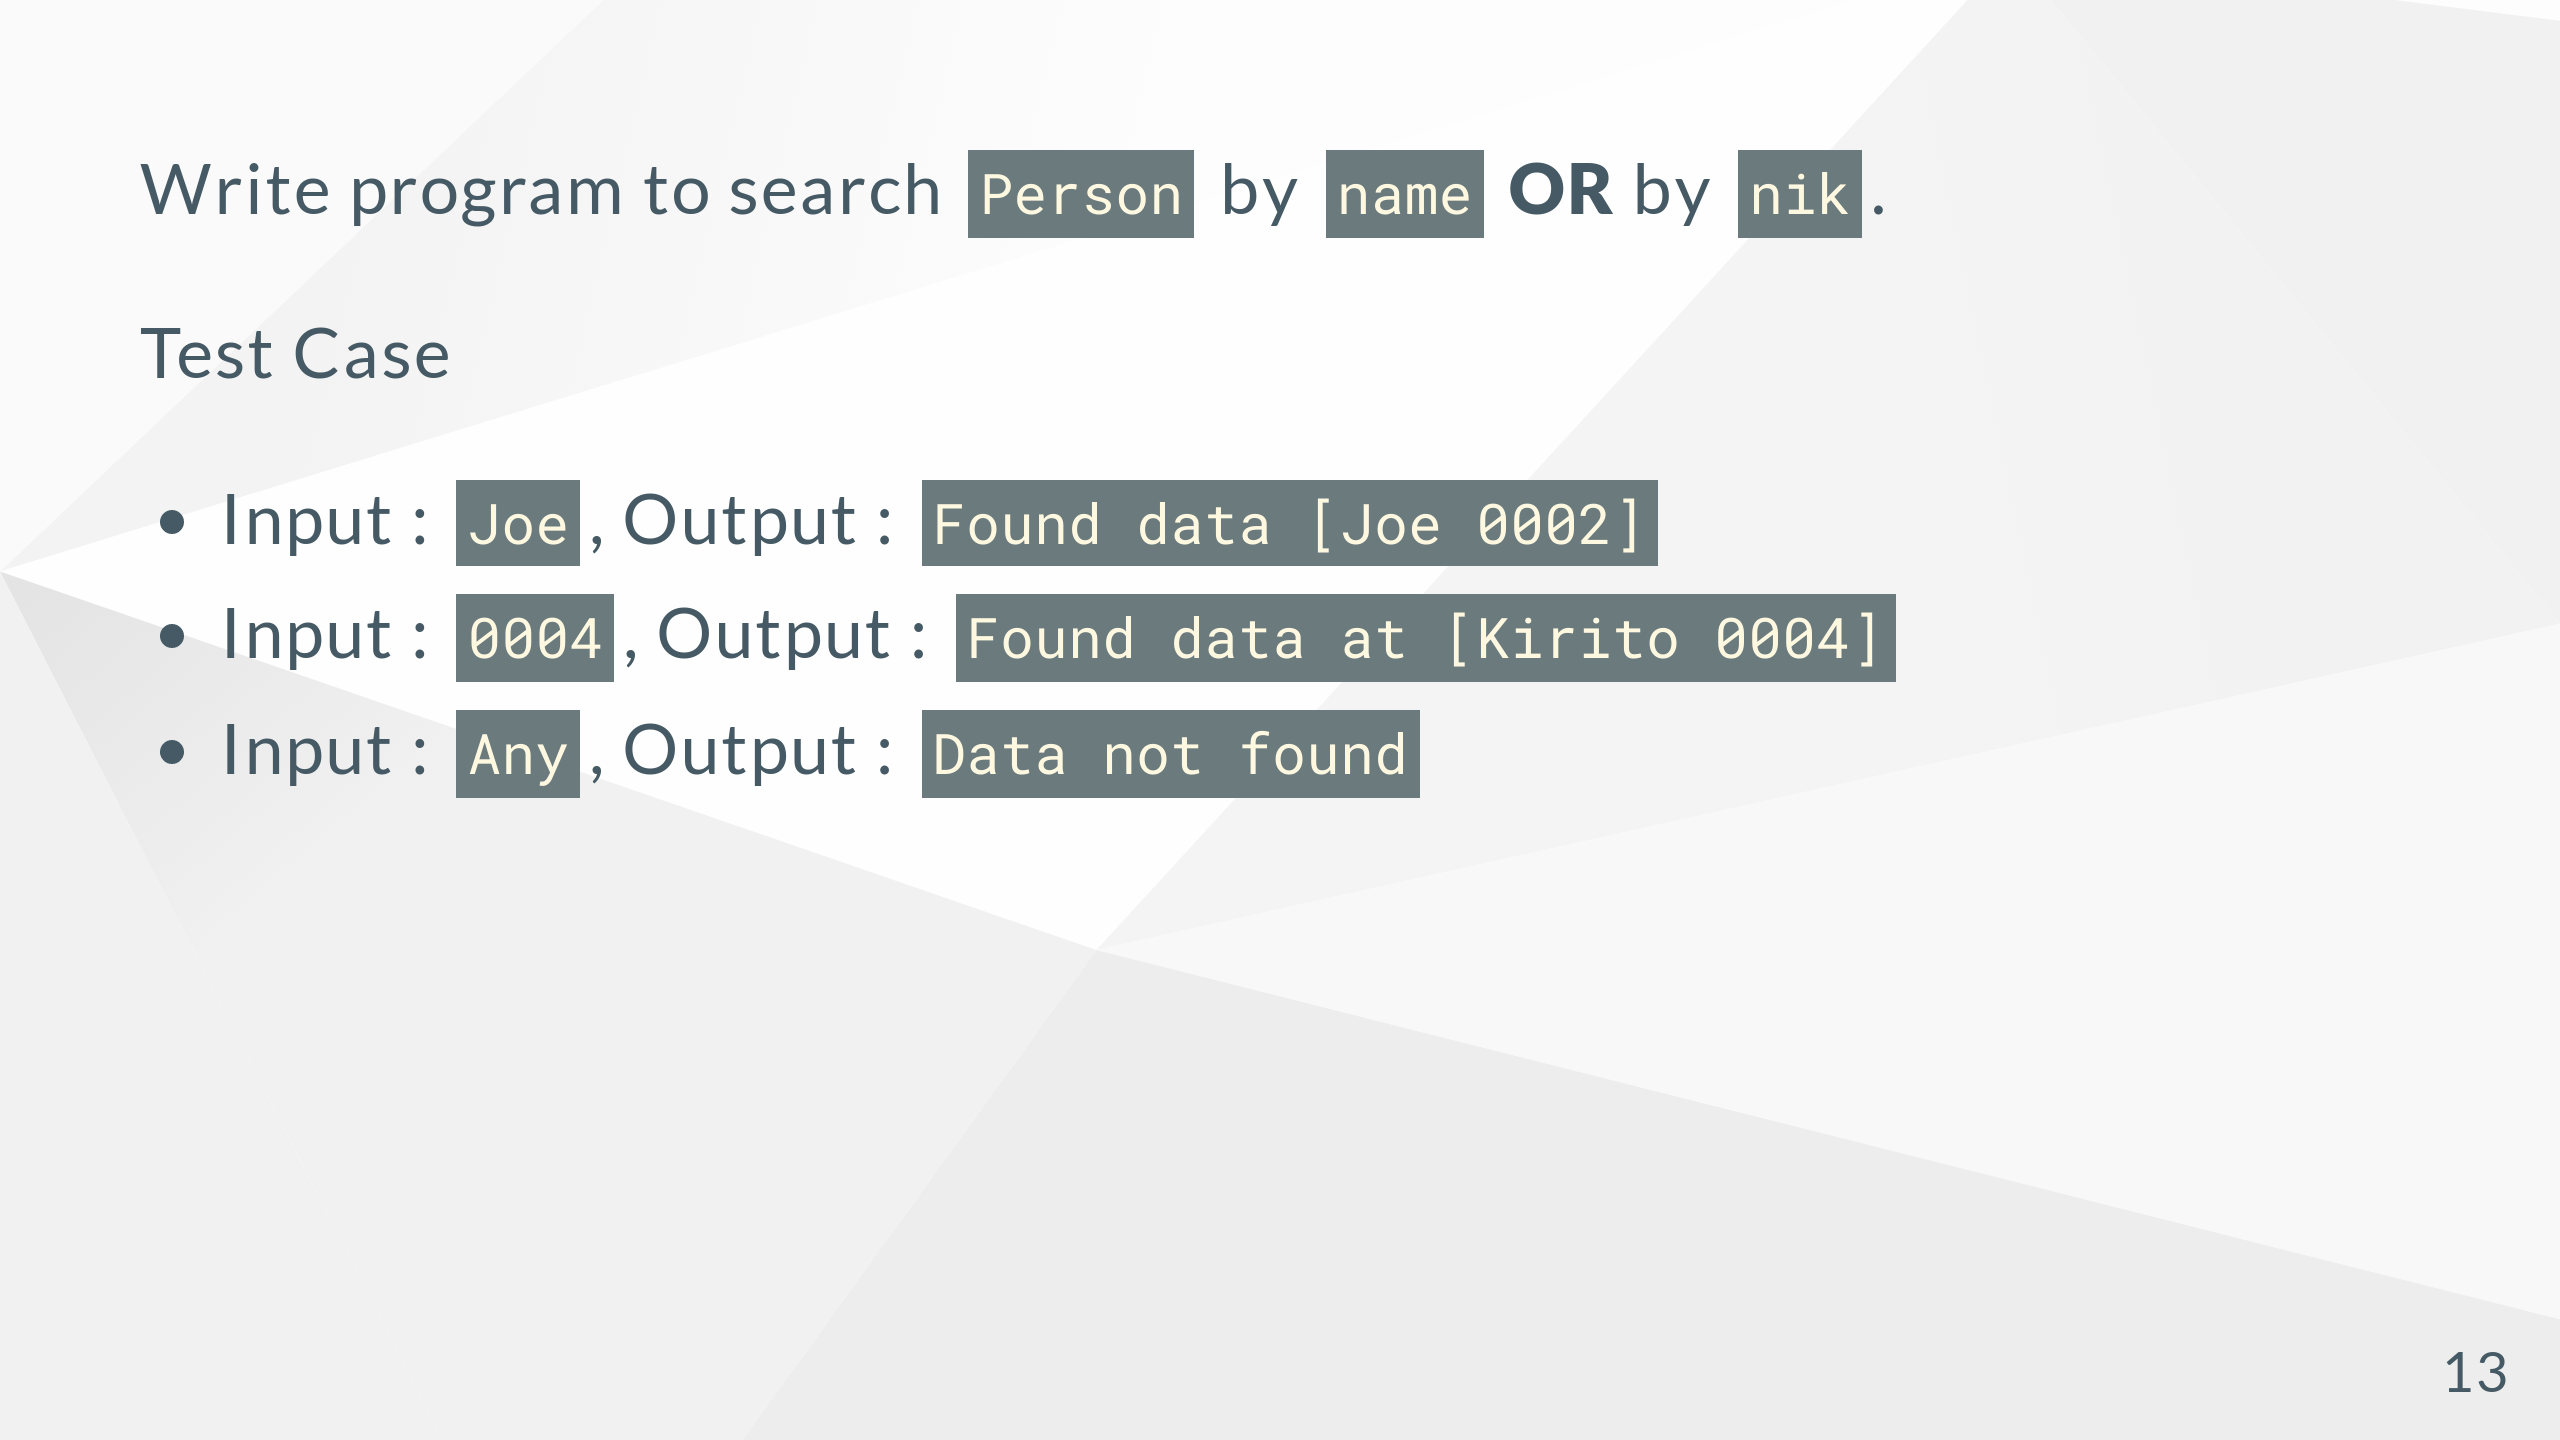 Write program to search Person by name OR by nik.
Test Case
• Input : Joe, Output : Found data [Joe 0002]
• Input : 0004, Output : Found data at [Kirito 0004]
• Input : Any, Output : Data not found
13